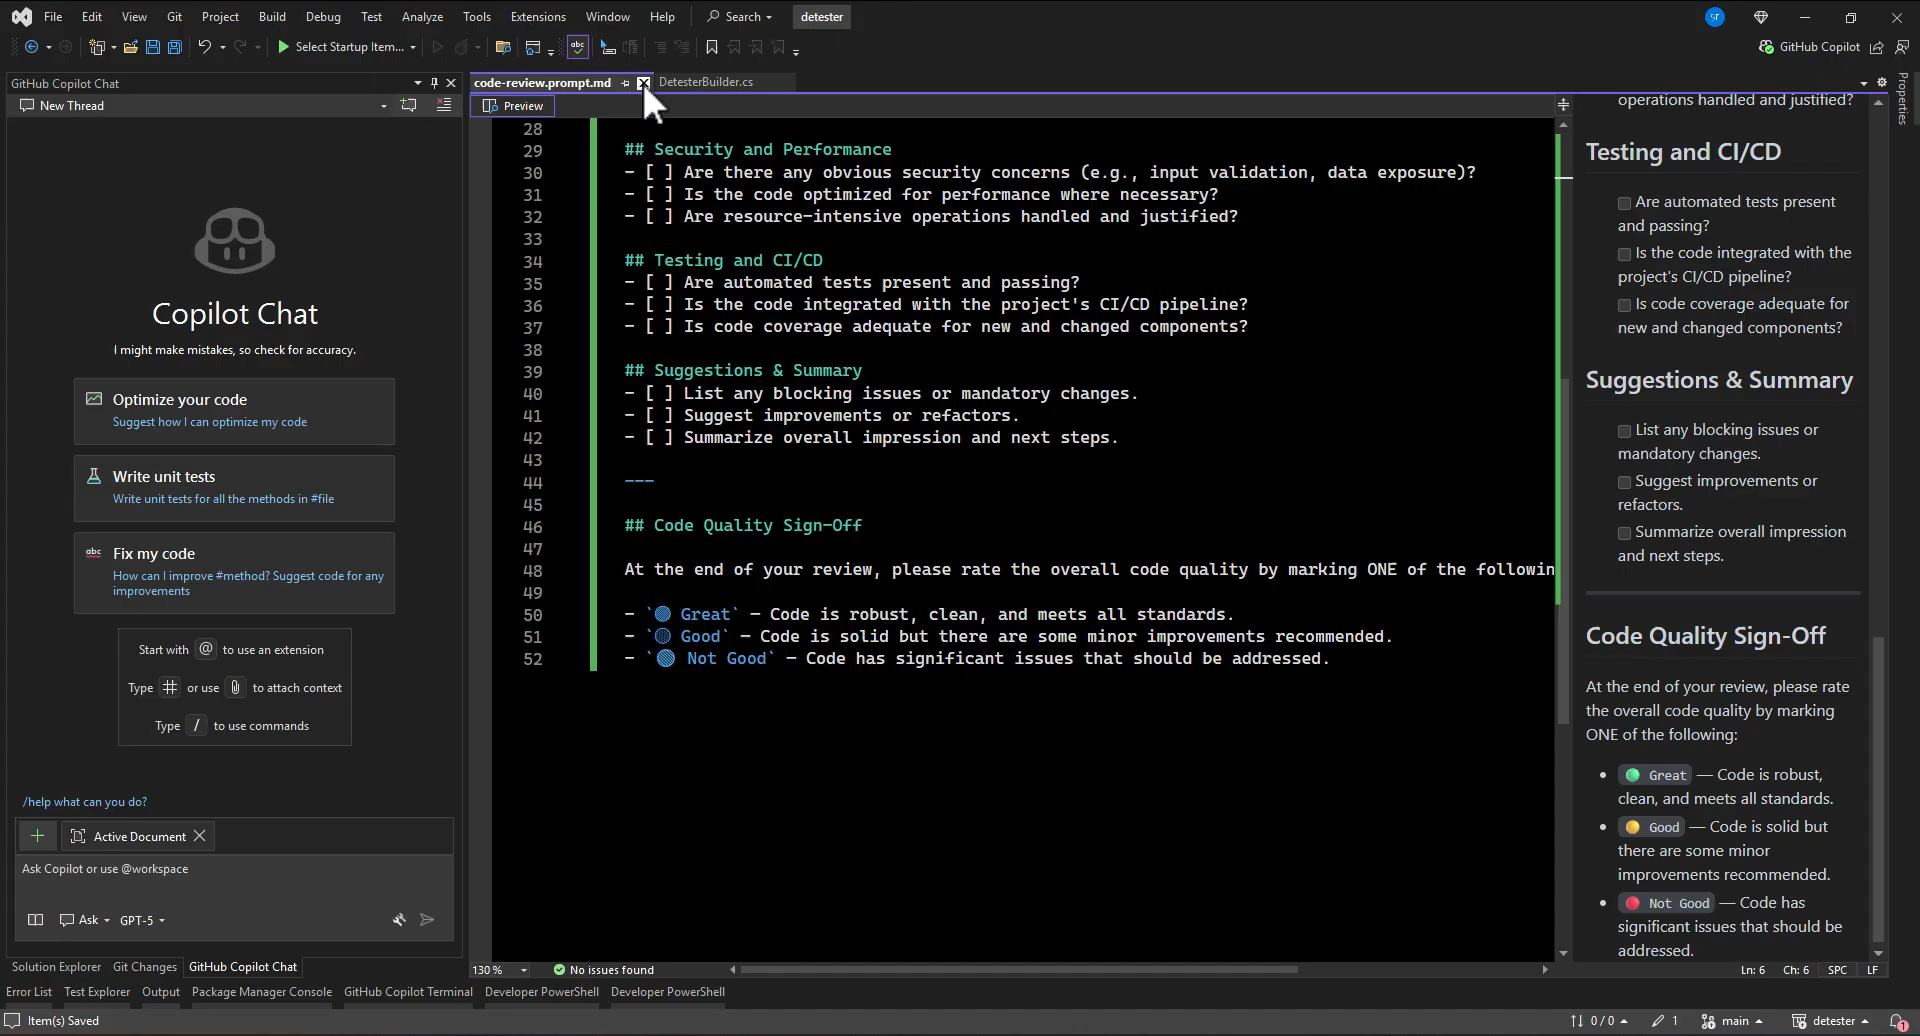 File Edit View Git Project Build Debug Test Analyze Tools Extensions Window Help Search detester SF
Select Startup Item... abc GitHub Copilot
GitHub Copilot Chat
New Thread
Copilot Chat
I might make mistakes, so check for accuracy.
Optimize your code
Suggest how I can optimize my code
Write unit tests
Write unit tests for all the methods in #file
abc Fix my code
How can I improve #method? Suggest code for any
improvements
Start with @ to use an extension
Type # or use to attach context
Type / to use commands
/help what can you do?
+ Active Document
Ask Copilot or use @workspace
Ask GPT-5
Solution Explorer Git Changes GitHub Copilot Chat
code-review.prompt.md DetesterBuilder.cs
Preview
28
29 ## Security and Performance
30 - [ ] Are there any obvious security concerns (e.g., input validation, data exposure)?
31 - [ ] Is the code optimized for performance where necessary?
32 - [ ] Are resource-intensive operations handled and justified?
33
34 ## Testing and CI/CD
35 - [ ] Are automated tests present and passing?
36 - [ ] Is the code integrated with the project's CI/CD pipeline?
37 - [ ] Is code coverage adequate for new and changed components?
38
39 ## Suggestions & Summary
40 - [ ] List any blocking issues or mandatory changes.
41 - [ ] Suggest improvements or refactors.
42 - [ ] Summarize overall impression and next steps.
43
44 ---
45
46 ## Code Quality Sign-Off
47
48 At the end of your review, please rate the overall code quality by marking ONE of the followin
49
50 - `🔵 Great` — Code is robust, clean, and meets all standards.
51 - `🔵 Good` — Code is solid but there are some minor improvements recommended.
52 - `🔵 Not Good` — Code has significant issues that should be addressed.
130 % No issues found
operations handled and justified?
Testing and CI/CD
Are automated tests present
and passing?
Is the code integrated with the
project's CI/CD pipeline?
Is code coverage adequate for
new and changed components?
Suggestions & Summary
List any blocking issues or
mandatory changes.
Suggest improvements or
refactors.
Summarize overall impression
and next steps.
Code Quality Sign-Off
At the end of your review, please rate
the overall code quality by marking
ONE of the following:
• 🟢 Great — Code is robust,
clean, and meets all standards.
• 🟡 Good — Code is solid but
there are some minor
improvements recommended.
• 🔴 Not Good — Code has
significant issues that should be
addressed.
Ln: 6 Ch: 6 SPC LF
Properties
Error List Test Explorer Output Package Manager Console GitHub Copilot Terminal Developer PowerShell Developer PowerShell
Item(s) Saved 0 / 0 1 main detester 1